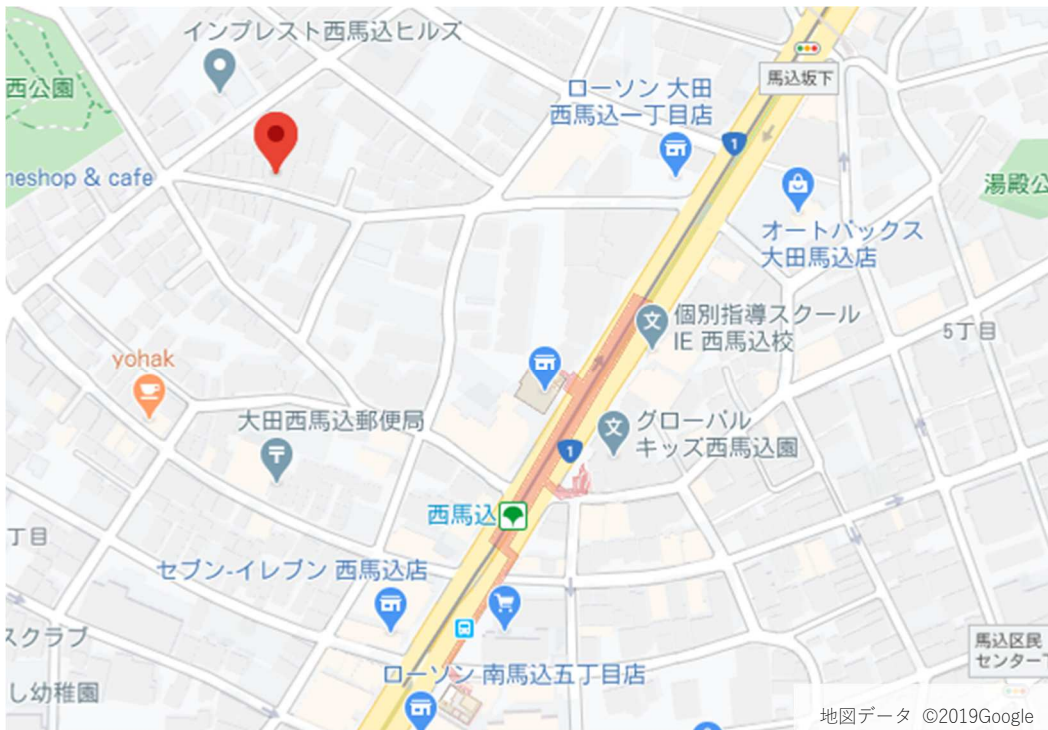 インプレスト西馬込ヒルズ
馬込坂下
西公園
ローソン 大田
西馬込一丁目店
1
neshop & cafe
湯殿公
オートバックス
大田馬込店
個別指導スクール
IE 西馬込校
5丁目
yohak
文
大田西馬込郵便局
グローバル
キッズ西馬込園
文
〒
1
西馬込
丁目
セブン-イレブン 西馬込店
スクラブ
馬込区民
センター下
ローソン 南馬込五丁目店
し幼稚園
地図データ ©2019Google